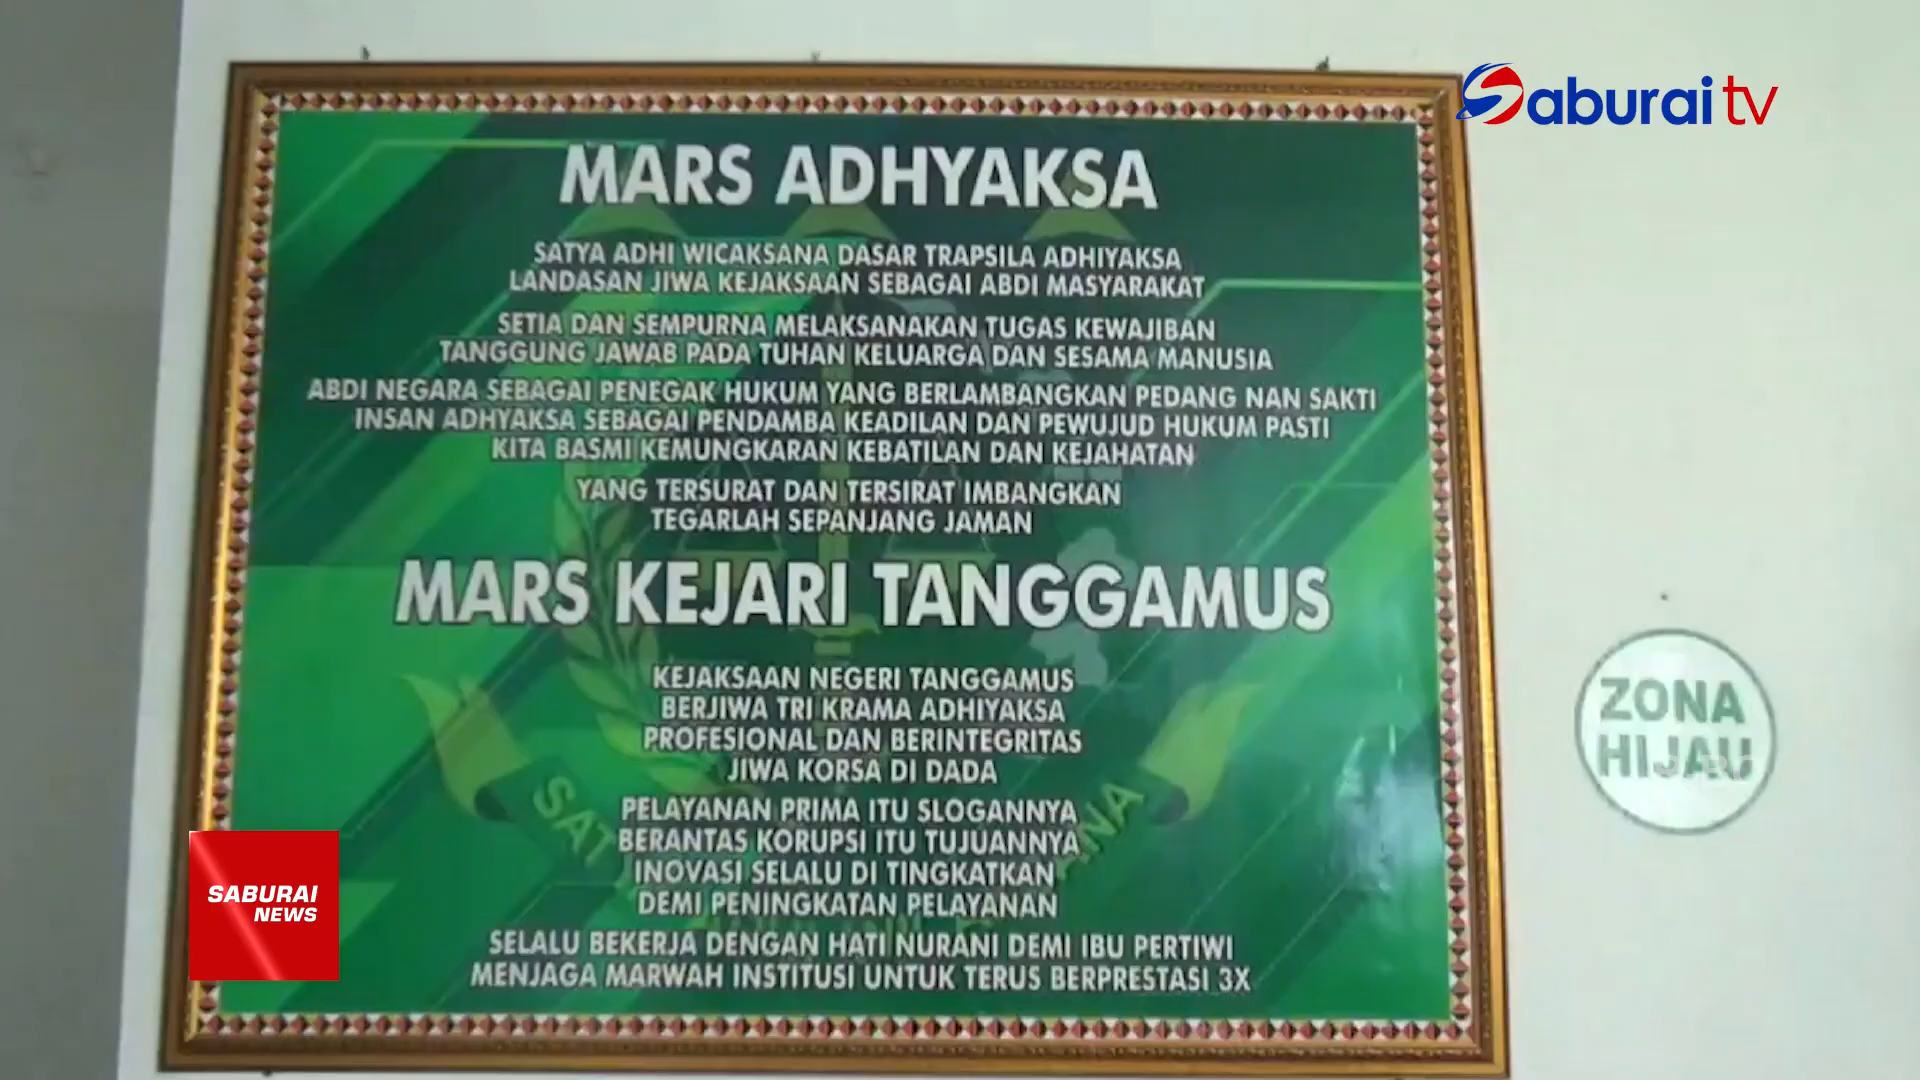 Saburai tv
MARS ADHYAKSA
SATYA ADHI WICAKSANA DASAR TRAPSILA ADHIYAKSA
LANDASAN JIWA KEJAKSAAN SEBAGAI ABDI MASYARAKAT
SETIA DAN SEMPURNA MELAKSANAKAN TUGAS KEWAJIBAN
TANGGUNG JAWAB PADA TUHAN KELUARGA DAN SESAMA MANUSIA
ABDI NEGARA SEBAGAI PENEGAK HUKUM YANG BERLAMBANGKAN PEDANG NAN SAKTI
INSAN ADHYAKSA SEBAGAI PENDAMBA KEADILAN DAN PEWUJUD HUKUM PASTI
KITA BASMI KEMUNGKARAN KEBATILAN DAN KEJAHATAN
YANG TERSURAT DAN TERSIRAT IMBANGKAN
TEGARLAH SEPANJANG JAMAN
MARS KEJARI TANGGAMUS
KEJAKSAAN NEGERI TANGGAMUS
BERJIWA TRI KRAMA ADHIYAKSA
PROFESIONAL DAN BERINTEGRITAS
JIWA KORSA DI DADA
PELAYANAN PRIMA ITU SLOGANNYA
BERANTAS KORUPSI ITU TUJUANNYA
INOVASI SELALU DI TINGKATKAN
DEMI PENINGKATAN PELAYANAN
SELALU BEKERJA DENGAN HATI NURANI DEMI IBU PERTIWI
MENJAGA MARWAH INSTITUSI UNTUK TERUS BERPRESTASI 3X
ZONA
HIJAU
SABURAI
NEWS